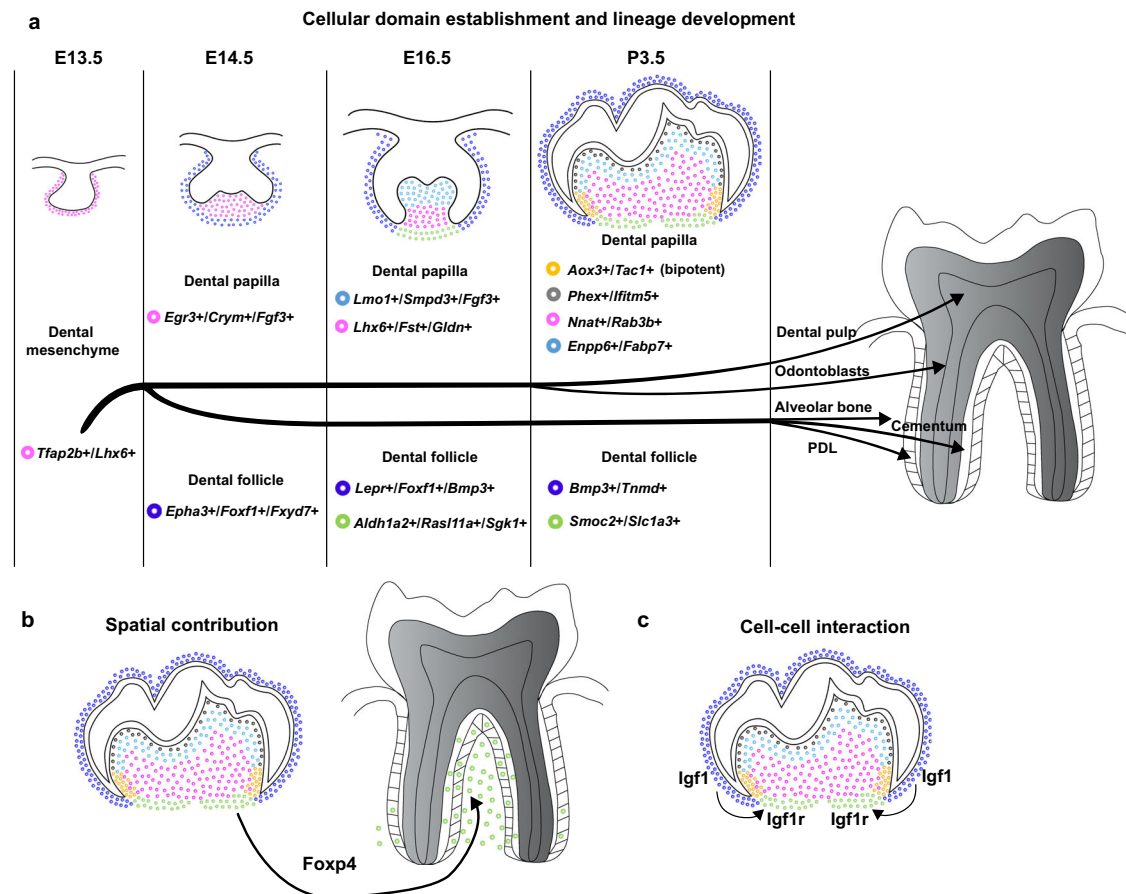 Cellular domain establishment and lineage development
a
E13.5
E14.5
E16.5
P3.5
Dental papilla
Egr3+/Crym+/Fgf3+
Dental papilla
Lmo1+/Smpd3+/Fgf3+
Lhx6+/Fst+/Gldn+
Dental papilla
Aox3+/Tac1+ (bipotent)
Phex+/Ifitm5+
Nnat+/Rab3b+
Enpp6+/Fabp7+
Dental
mesenchyme
Tfap2b+/Lhx6+
Dental pulp
Odontoblasts
Alveolar bone
Cementum
PDL
Dental follicle
Epha3+/Foxf1+/Fxyd7+
Dental follicle
Lepr+/Foxf1+/Bmp3+
Aldh1a2+/Rasl11a+/Sgk1+
Dental follicle
Bmp3+/Tnmd+
Smoc2+/Slc1a3+
b
Spatial contribution
Foxp4
c
Cell-cell interaction
Igf1
Igf1
Igf1r
Igf1r